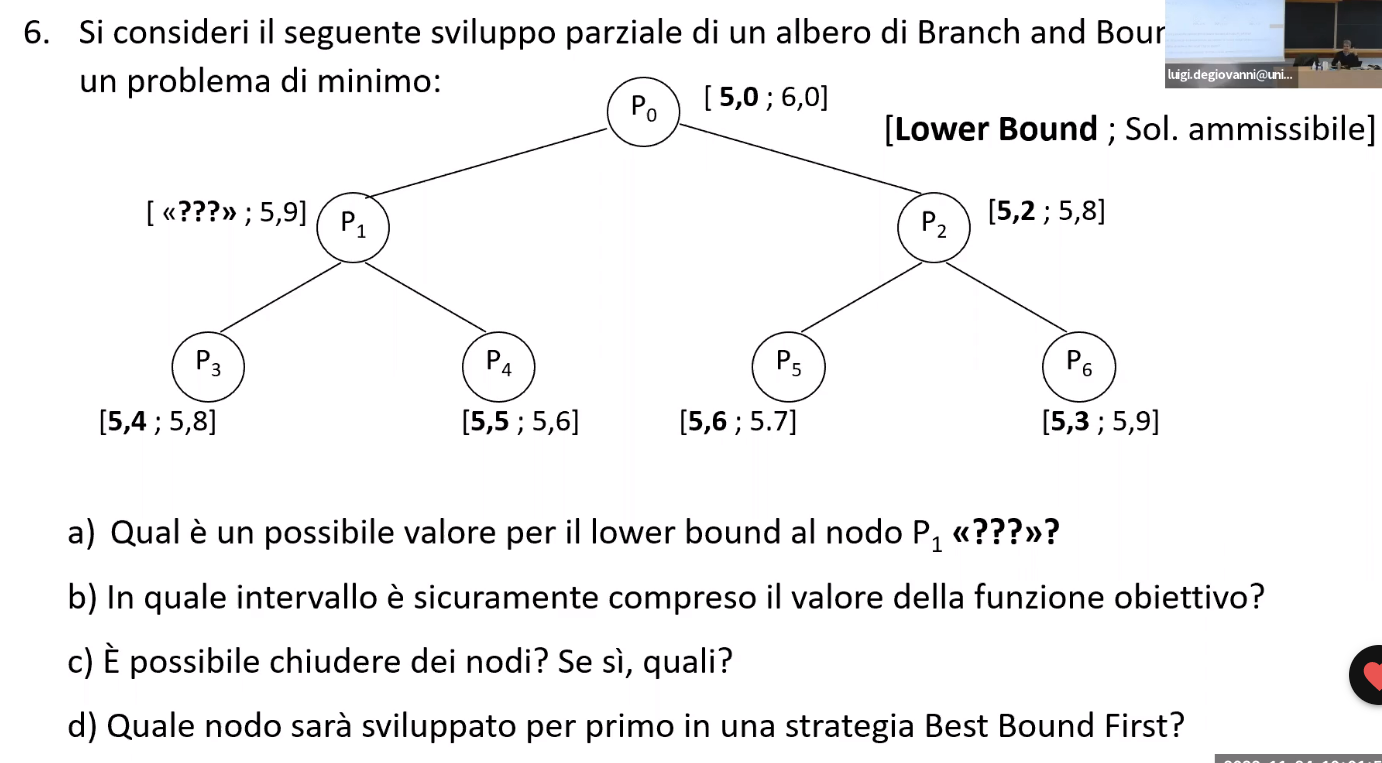 6. Si consideri il seguente sviluppo parziale di un albero di Branch and
un problema di minimo:
luigi.degiovanni@uni...
P0 [ 5,0 ; 6,0]
[Lower Bound ; Sol. ammissibile]
[ «???» ; 5,9] P1
P2 [5,2 ; 5,8]
P3 P4 P5 P6
[5,4 ; 5,8] [5,5 ; 5,6] [5,6 ; 5.7] [5,3 ; 5,9]
a) Qual è un possibile valore per il lower bound al nodo P1 «???»?
b) In quale intervallo è sicuramente compreso il valore della funzione obiettivo?
c) È possibile chiudere dei nodi? Se sì, quali?
d) Quale nodo sarà sviluppato per primo in una strategia Best Bound First?